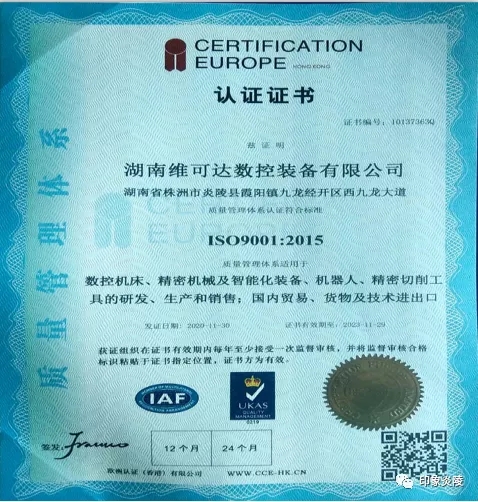 CERTIFICATION
EUROPE
HONG KONG
认证证书
证书编号：10137363Q
兹 证 明
湖南维可达数控装备有限公司
湖南省株洲市炎陵县霞阳镇九龙经开区西九龙大道
质量管理体系认证符合标准
ISO9001:2015
质量管理体系适用于
数控机床、精密机械及智能化装备、机器人、精密切削工
具的研发、生产和销售；国内贸易、货物及技术进出口
发证日期：2020-11-30
证书有效期至：2023-11-29
获证组织在证书有效期内每年至少接受一次监督审核，并将监督审核合格
标识粘贴于证书指定位置，证书方为有效。
质量管理体系
IAF
UKAS
QUALITY
MANAGEMENT
0219
签发：
12 个月
24 个月
欧洲认证（香港）有限公司
WWW.CCE-HK.CN
印象炎陵